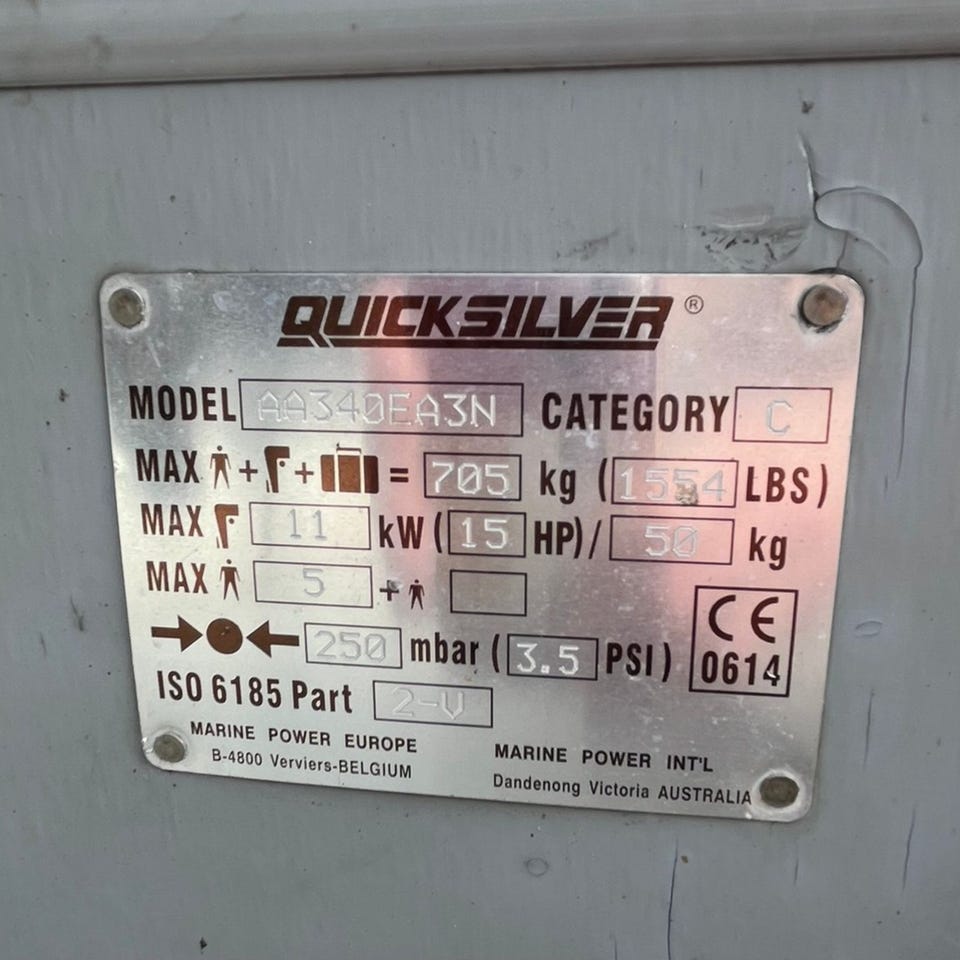 QUICKSILVER®
MODEL AA340EA3N CATEGORY C
MAX + + = 705 kg (1554 LBS)
MAX 11 kW (15 HP)/ 50 kg
MAX 5 +
250 mbar (3.5 PSI)
CE
0614
ISO 6185 Part 2-V
MARINE POWER EUROPE
B-4800 Verviers-BELGIUM
MARINE POWER INT'L
Dandenong Victoria AUSTRALIA